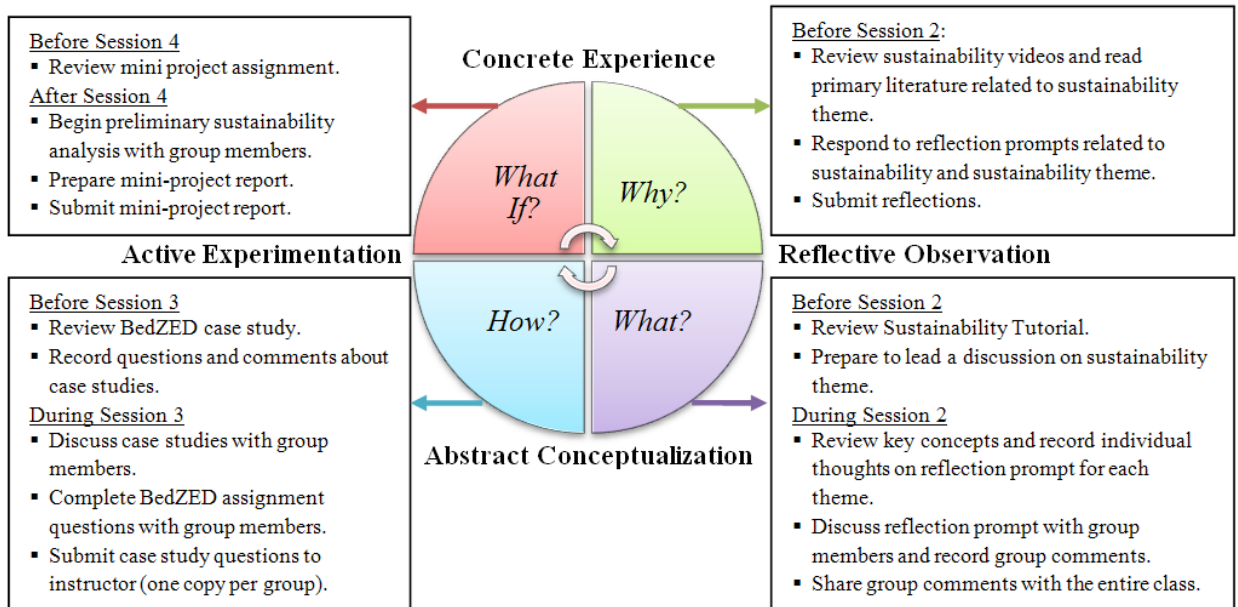 Before Session 4
▪ Review mini project assignment.
After Session 4
▪ Begin preliminary sustainability
analysis with group members.
▪ Prepare mini-project report.
▪ Submit mini-project report.
Concrete Experience
Before Session 2:
▪ Review sustainability videos and read
primary literature related to sustainability
theme.
▪ Respond to reflection prompts related to
sustainability and sustainability theme.
▪ Submit reflections.
What
If?
Why?
Active Experimentation
Reflective Observation
Before Session 3
▪ Review BedZED case study.
▪ Record questions and comments about
case studies.
During Session 3
▪ Discuss case studies with group
members.
▪ Complete BedZED assignment
questions with group members.
▪ Submit case study questions to
instructor (one copy per group).
How?
What?
Abstract Conceptualization
Before Session 2
▪ Review Sustainability Tutorial.
▪ Prepare to lead a discussion on sustainability
theme.
During Session 2
▪ Review key concepts and record individual
thoughts on reflection prompt for each
theme.
▪ Discuss reflection prompt with group
members and record group comments.
▪ Share group comments with the entire class.